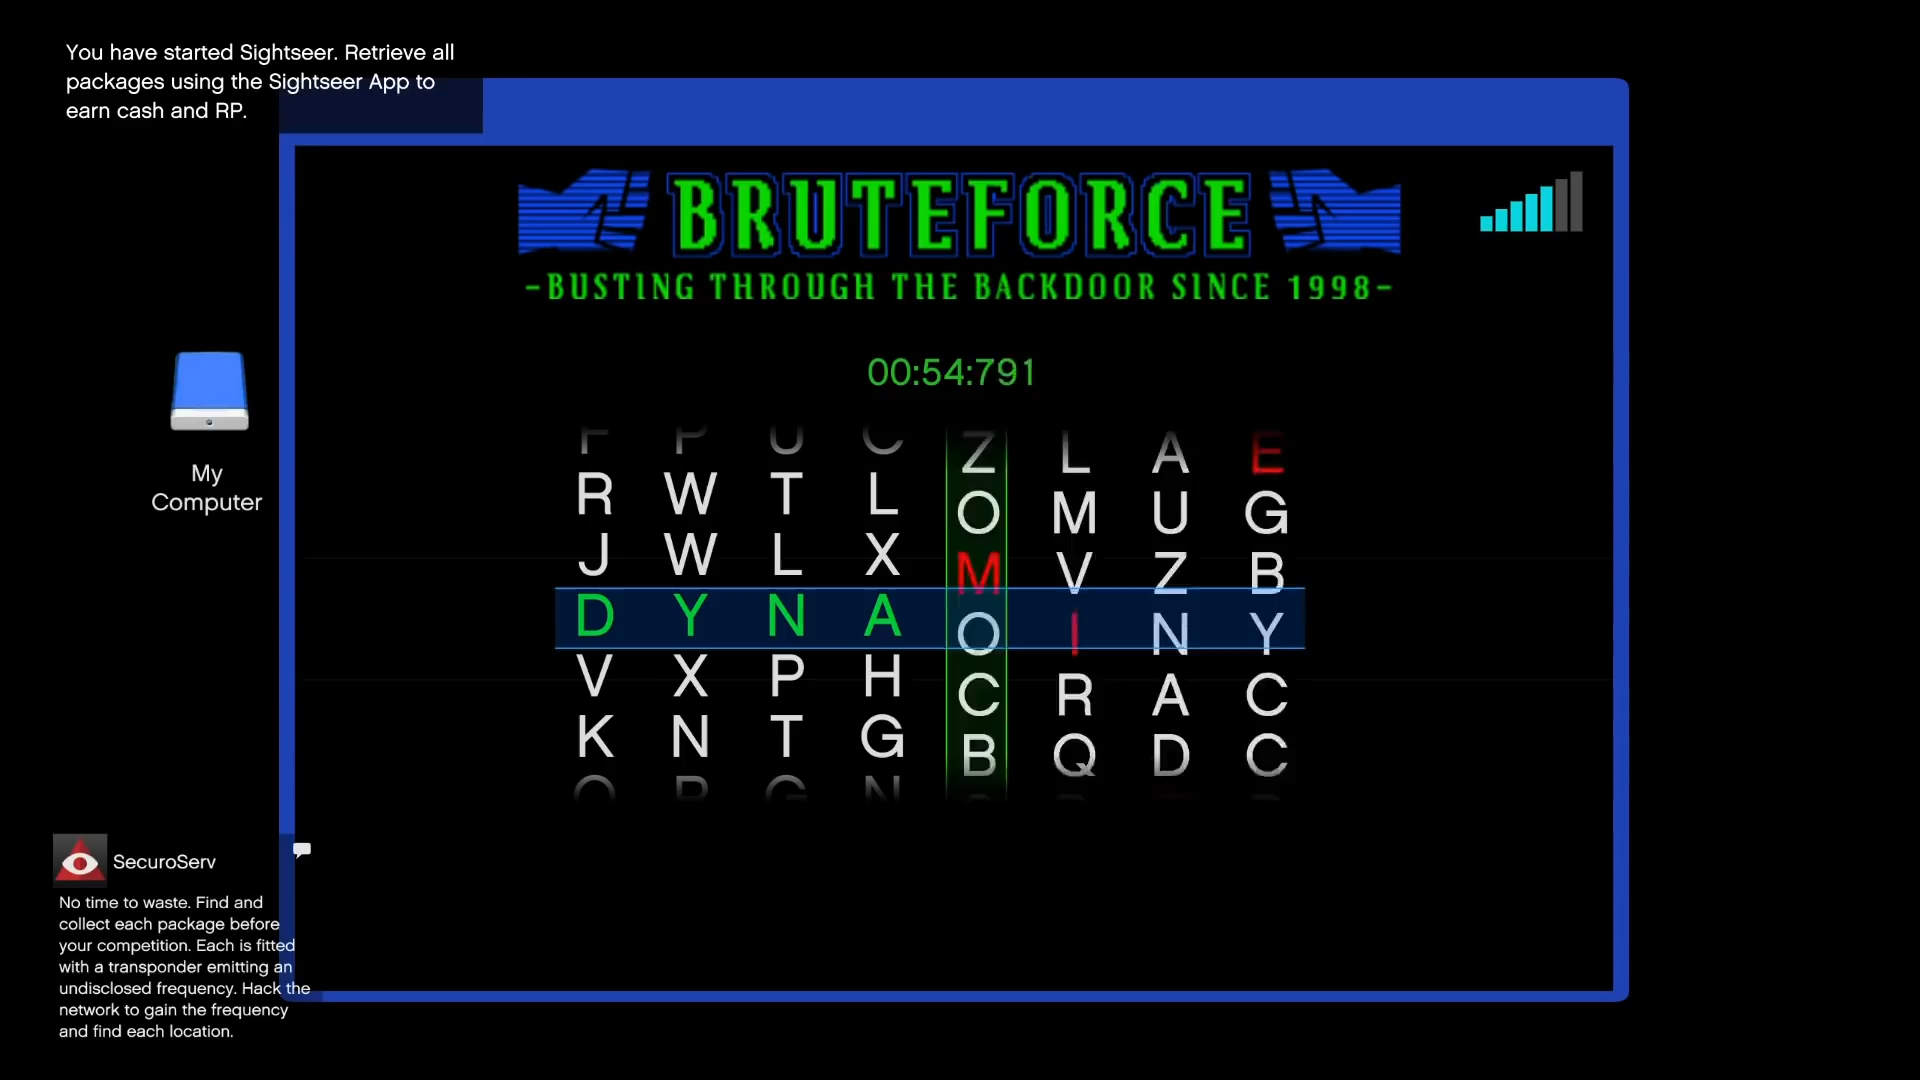 You have started Sightseer. Retrieve all
packages using the Sightseer App to
earn cash and RP.
BRUTEFORCE
-BUSTING THROUGH THE BACKDOOR SINCE 1998-
00:54:791
My
Computer
F P U C Z L A E
R W T L O M U G
J W L X M V Z B
D Y N A O I N Y
V X P H C R A C
K N T G B Q D C
SecuroServ
No time to waste. Find and
collect each package before
your competition. Each is fitted
with a transponder emitting an
undisclosed frequency. Hack the
network to gain the frequency
and find each location.